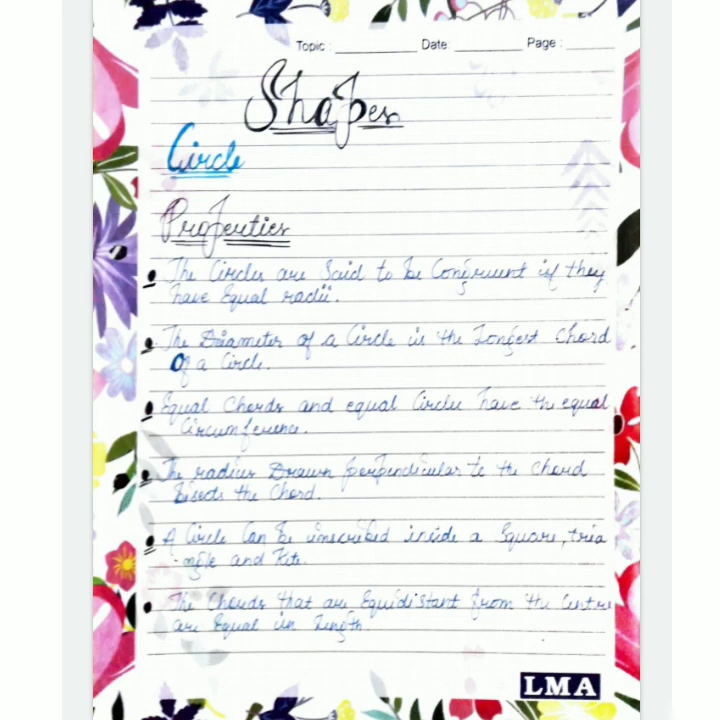 Topic : Date: Page :
Shapes
Circle
Properties
The Circles are Said to be Congruent if they
have Equal radii.
The Diameter of a Circle is the Longest Chord
Of a Circle.
Equal Chords and equal Circle have the equal
Circumference.
The radius Drawn perpendicular to the Chord
Bisects the Chord.
A Circle Can be inscribed inside a Square, tria
-ngle and Kite.
The Chords that are Equidistant from the Centre
are Equal in Length.
LMA